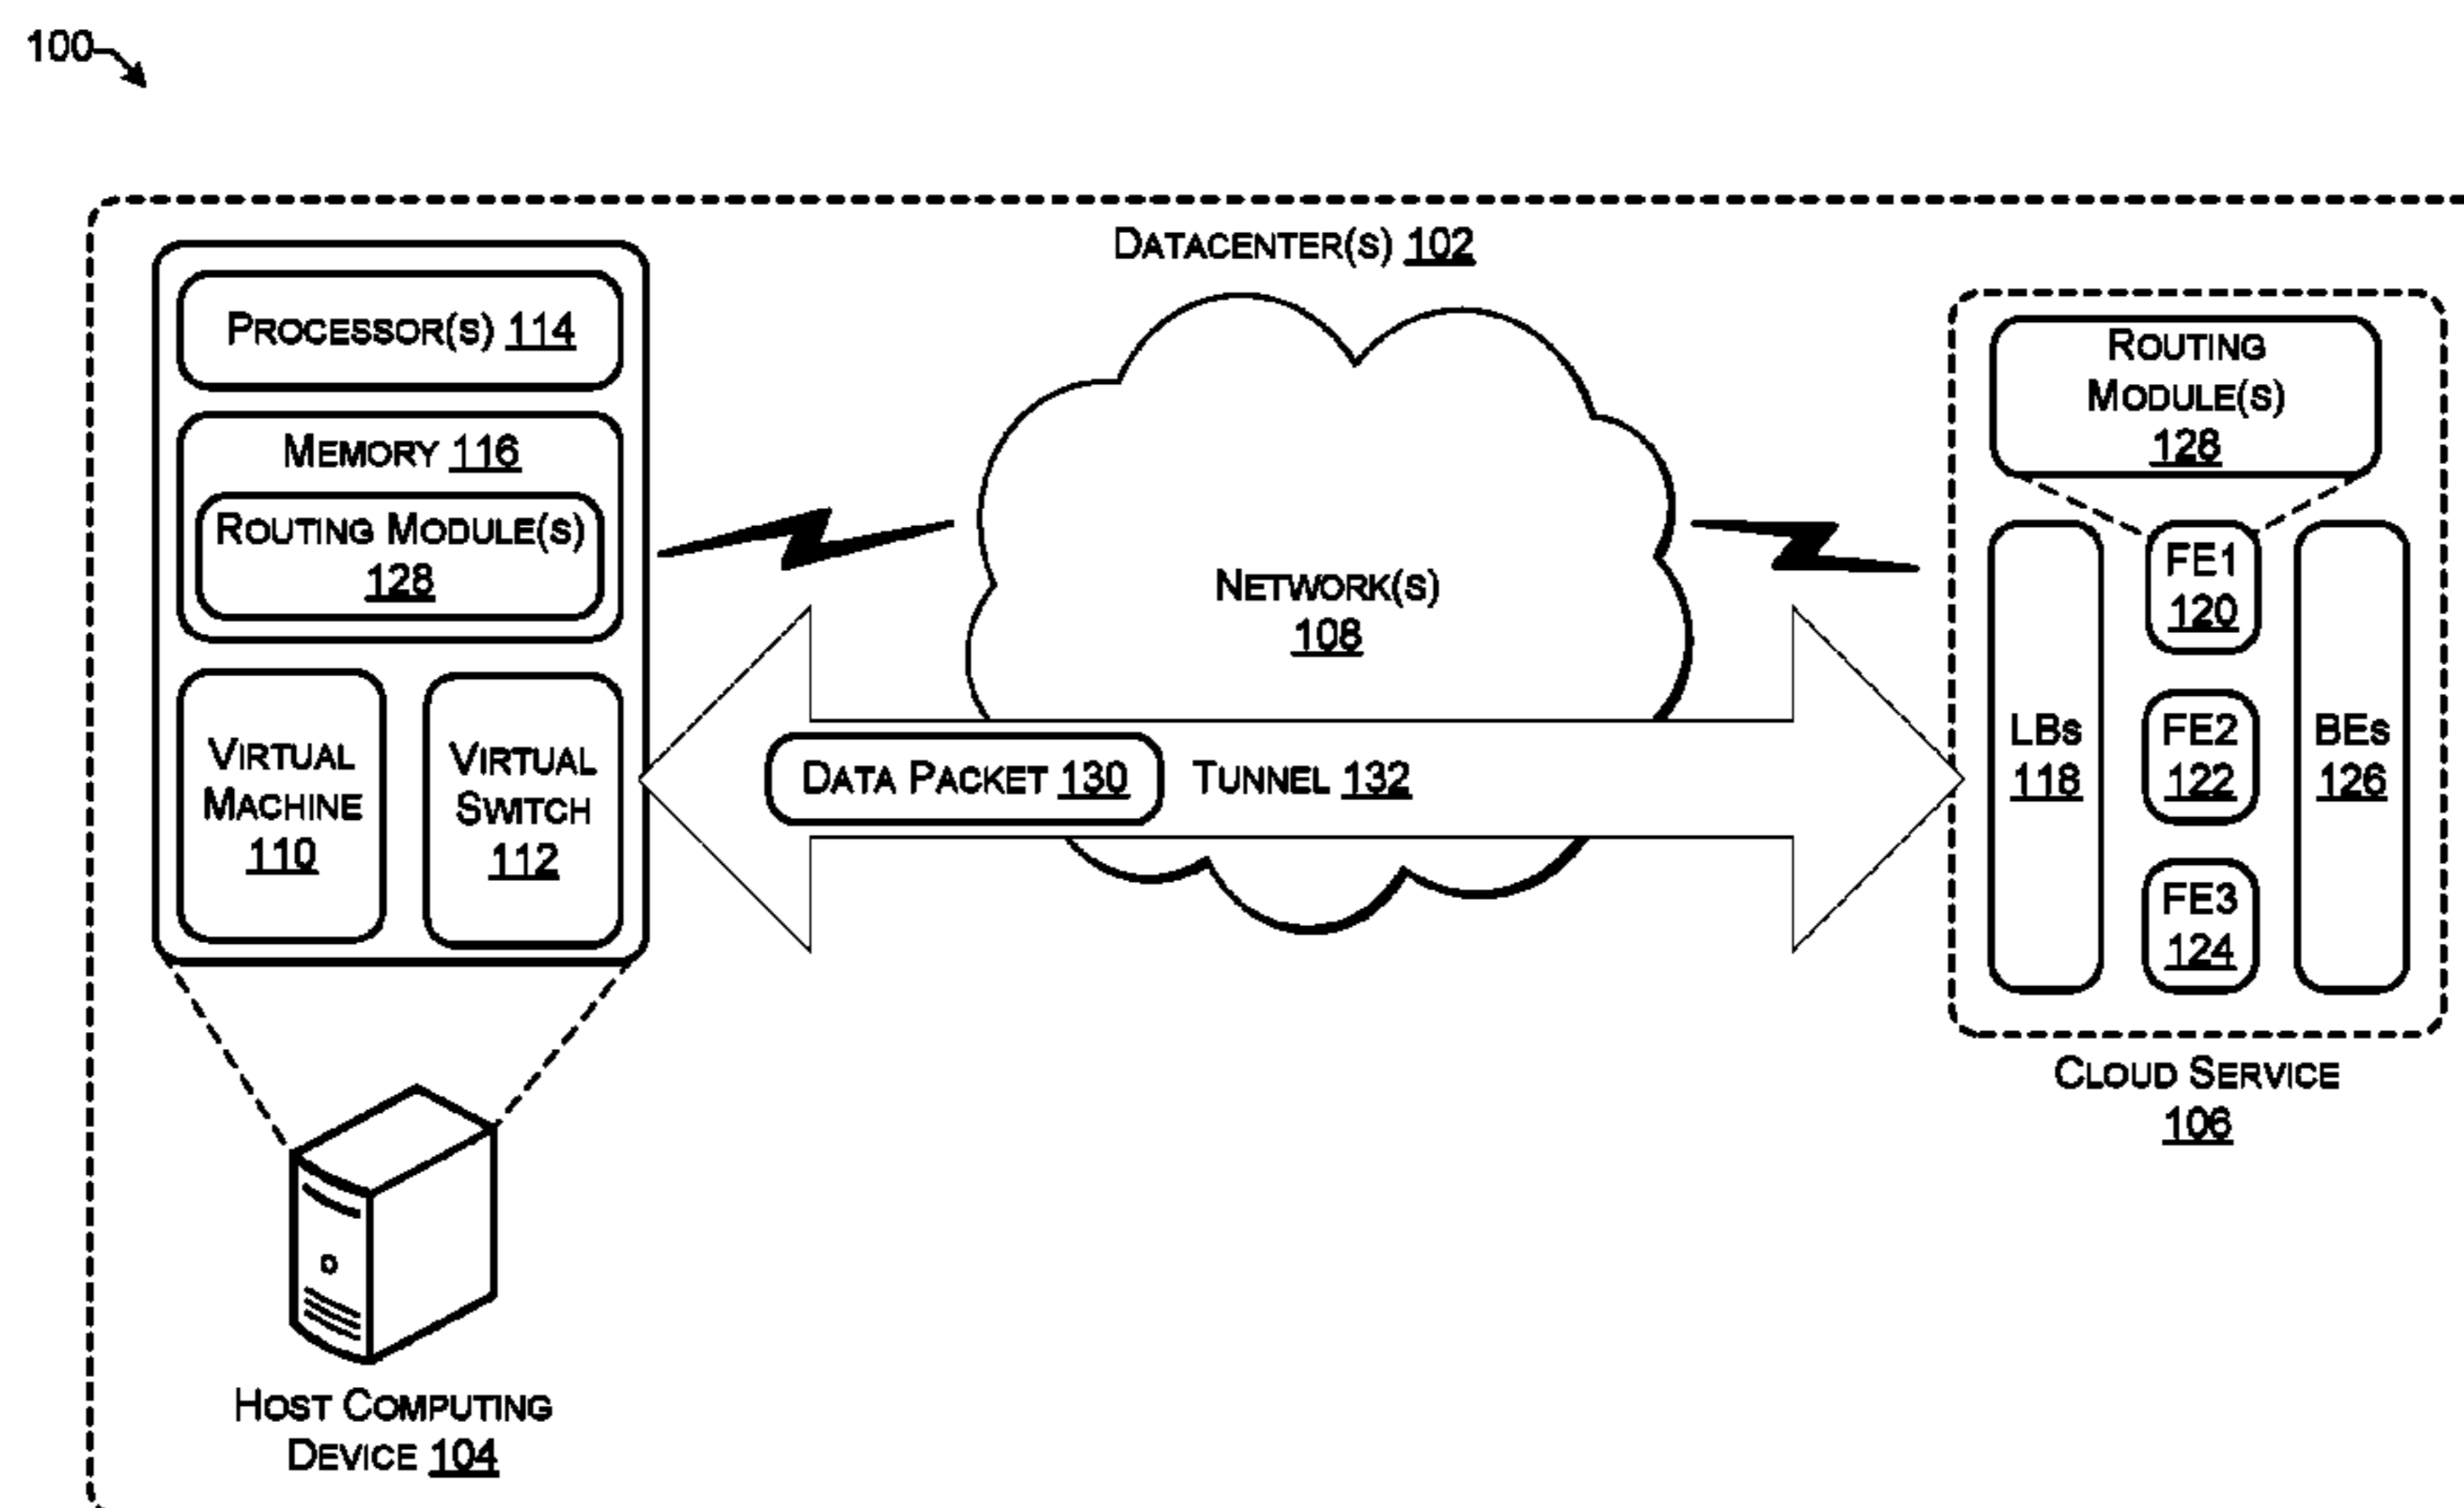 100
DATACENTER(S) 102
PROCESSOR(S) 114
MEMORY 116
ROUTING MODULE(S)
128
VIRTUAL
MACHINE
110
VIRTUAL
SWITCH
112
HOST COMPUTING
DEVICE 104
NETWORK(S)
108
DATA PACKET 130
TUNNEL 132
ROUTING
MODULE(S)
128
LBS
118
FE1
120
FE2
122
FE3
124
BES
126
CLOUD SERVICE
106